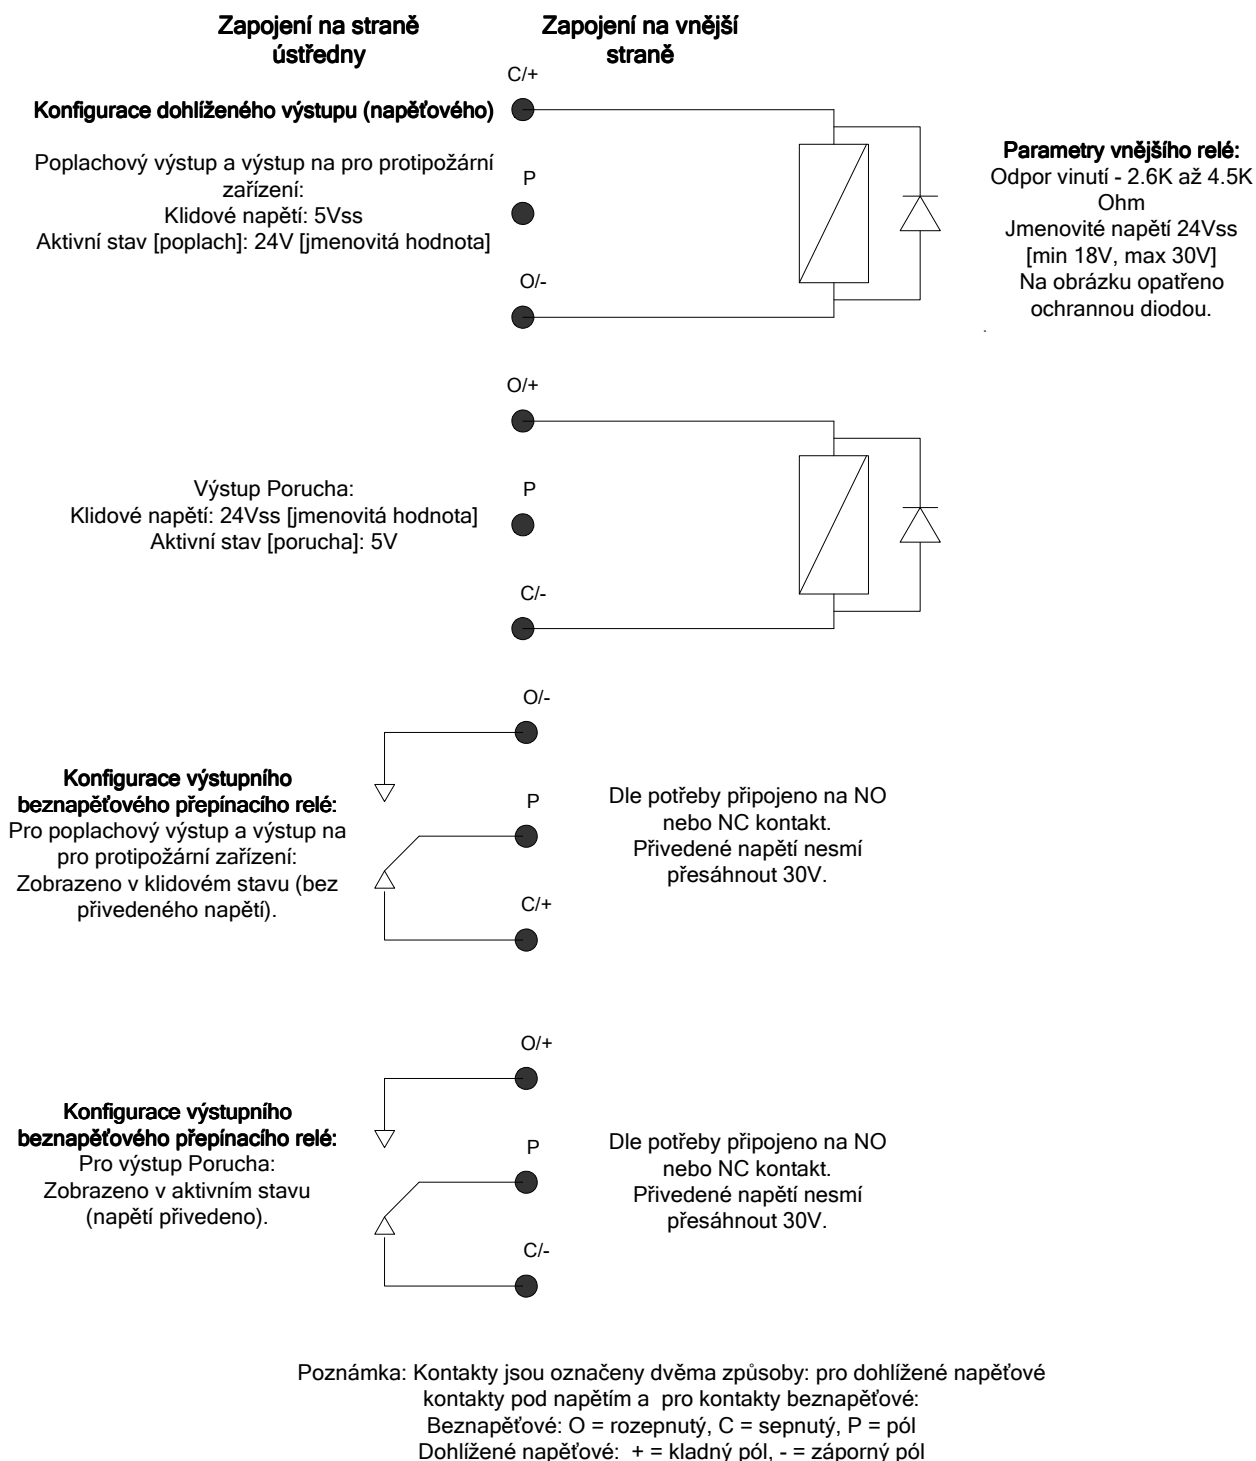 Zapojení na straně
ústředny
Zapojení na vnější
straně
C/+
Konfigurace dohlíženého výstupu (napěťového)
Poplachový výstup a výstup na pro protipožární
zařízení:
Klidové napětí: 5Vss
Aktivní stav [poplach]: 24V [jmenovitá hodnota]
P
O/-
Parametry vnějšího relé:
Odpor vinutí - 2.6K až 4.5K
Ohm
Jmenovité napětí 24Vss
[min 18V, max 30V]
Na obrázku opatřeno
ochrannou diodou.
O/+
Výstup Porucha:
Klidové napětí: 24Vss [jmenovitá hodnota]
Aktivní stav [porucha]: 5V
P
C/-
O/-
Konfigurace výstupního
beznapěťového přepínacího relé:
Pro poplachový výstup a výstup na
pro protipožární zařízení:
Zobrazeno v klidovém stavu (bez
přivedeného napětí).
P
C/+
Dle potřeby připojeno na NO
nebo NC kontakt.
Přivedené napětí nesmí
přesáhnout 30V.
O/+
Konfigurace výstupního
beznapěťového přepínacího relé:
Pro výstup Porucha:
Zobrazeno v aktivním stavu
(napětí přivedeno).
P
C/-
Dle potřeby připojeno na NO
nebo NC kontakt.
Přivedené napětí nesmí
přesáhnout 30V.
Poznámka: Kontakty jsou označeny dvěma způsoby: pro dohlížené napěťové
kontakty pod napětím a pro kontakty beznapěťové:
Beznapěťové: O = rozepnutý, C = sepnutý, P = pól
Dohlížené napěťové: + = kladný pól, - = záporný pól